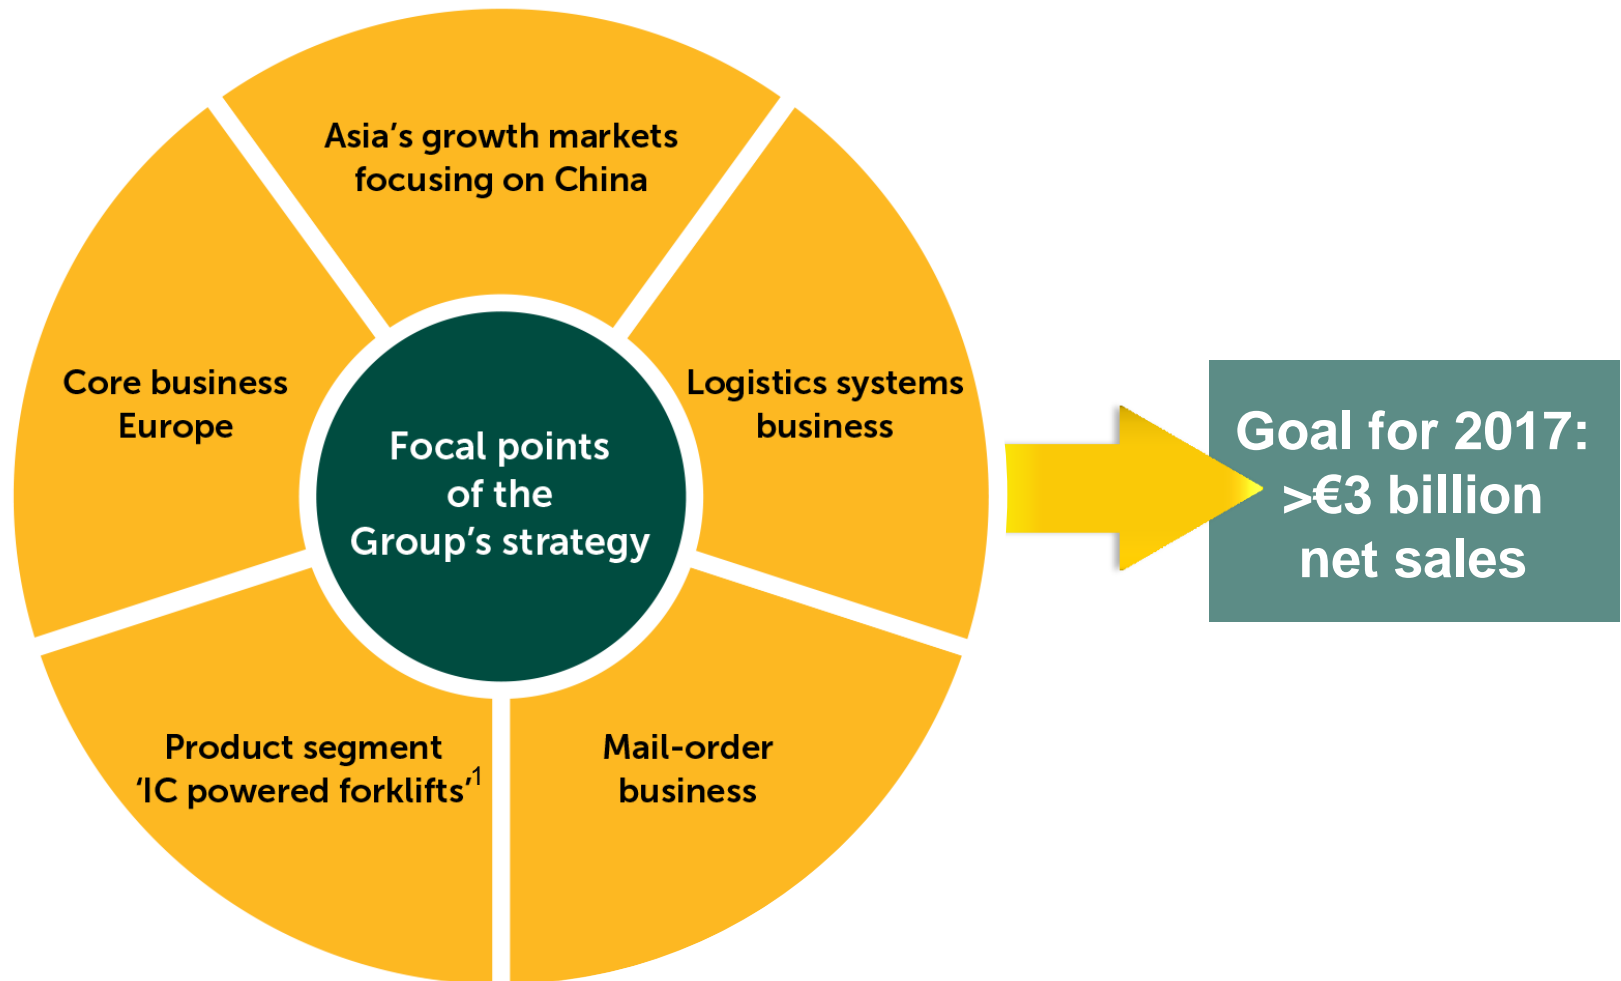 Asia’s growth markets
focusing on China
Core business
Europe
Logistics systems
business
Focal points
of the
Group’s strategy
Product segment
‘IC powered forklifts’1
Mail-order
business
Goal for 2017:
>€3 billion
net sales